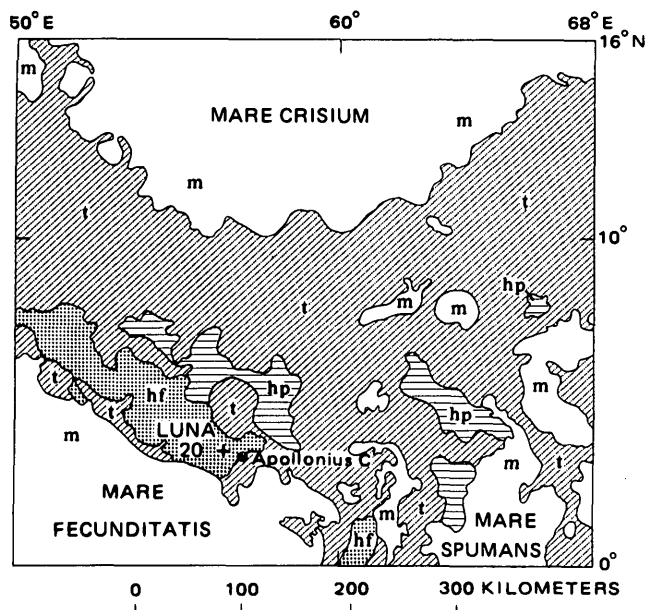 50°E 60° 68°E
16°N
m
MARE CRISIUM
m
m
t
t
10°
t
hp
m
m
hp
m
t
hf
t
hp
t
LUNA
20 + Apollonius C
m
m
t
MARE
FECUNDITATIS
m
t
hf
MARE
SPUMANS
0°
0 100 200 300 KILOMETERS